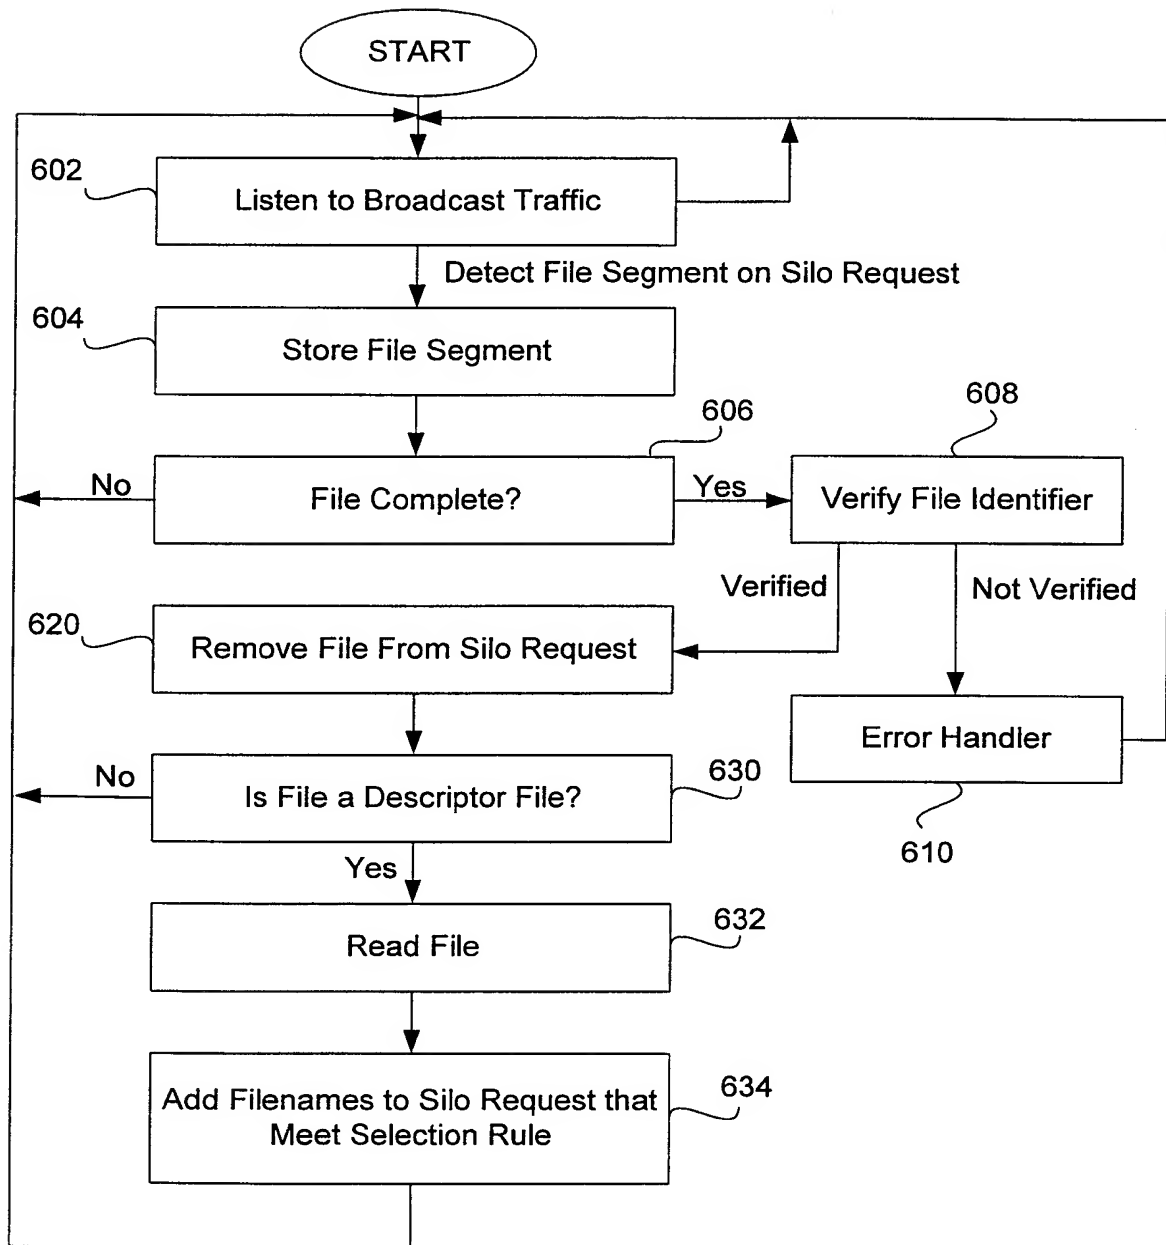 START
602
Listen to Broadcast Traffic
Detect File Segment on Silo Request
604
Store File Segment
606
608
No
File Complete?
Yes
Verify File Identifier
Verified
Not Verified
620
Remove File From Silo Request
Error Handler
610
No
Is File a Descriptor File?
630
Yes
Read File
632
Add Filenames to Silo Request that
Meet Selection Rule
634